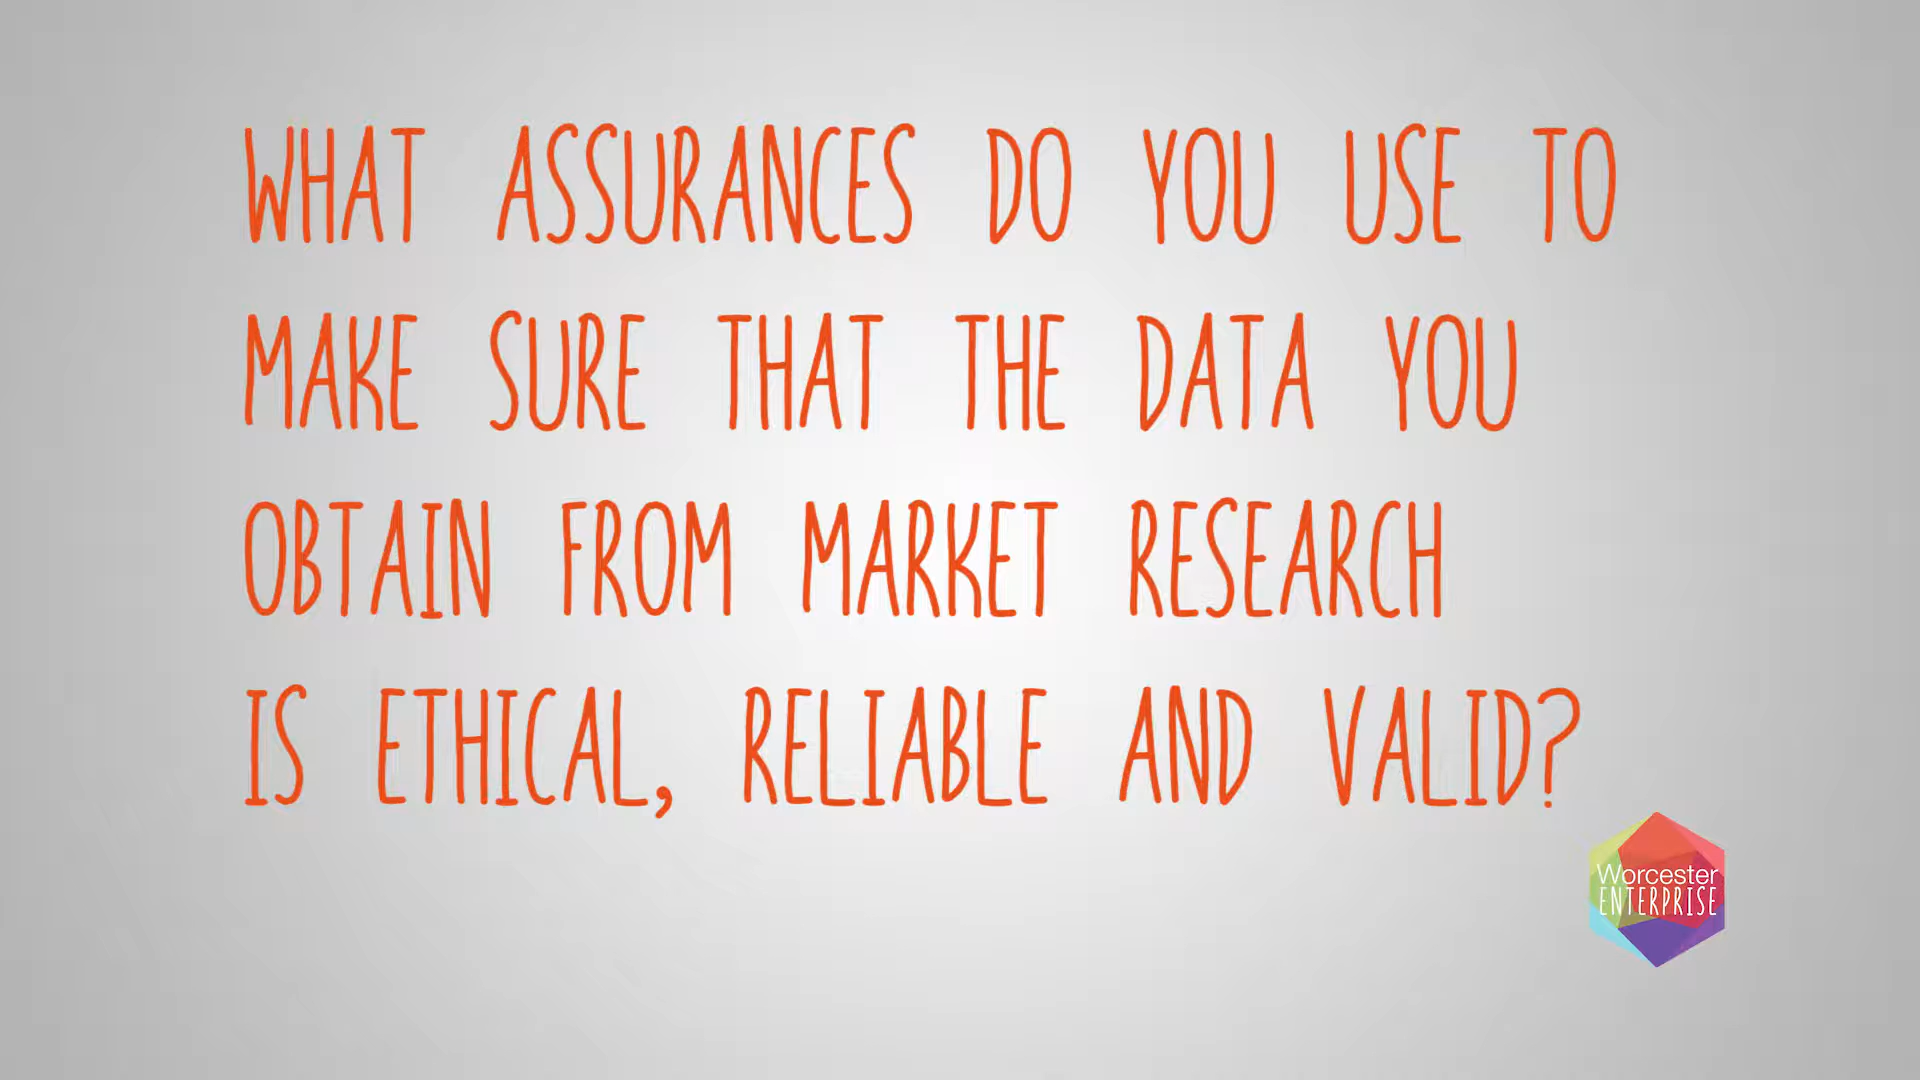 WHAT ASSURANCES DO YOU USE TO
MAKE SURE THAT THE DATA YOU
OBTAIN FROM MARKET RESEARCH
IS ETHICAL, RELIABLE AND VALID?
Worcester
ENTERPRISE